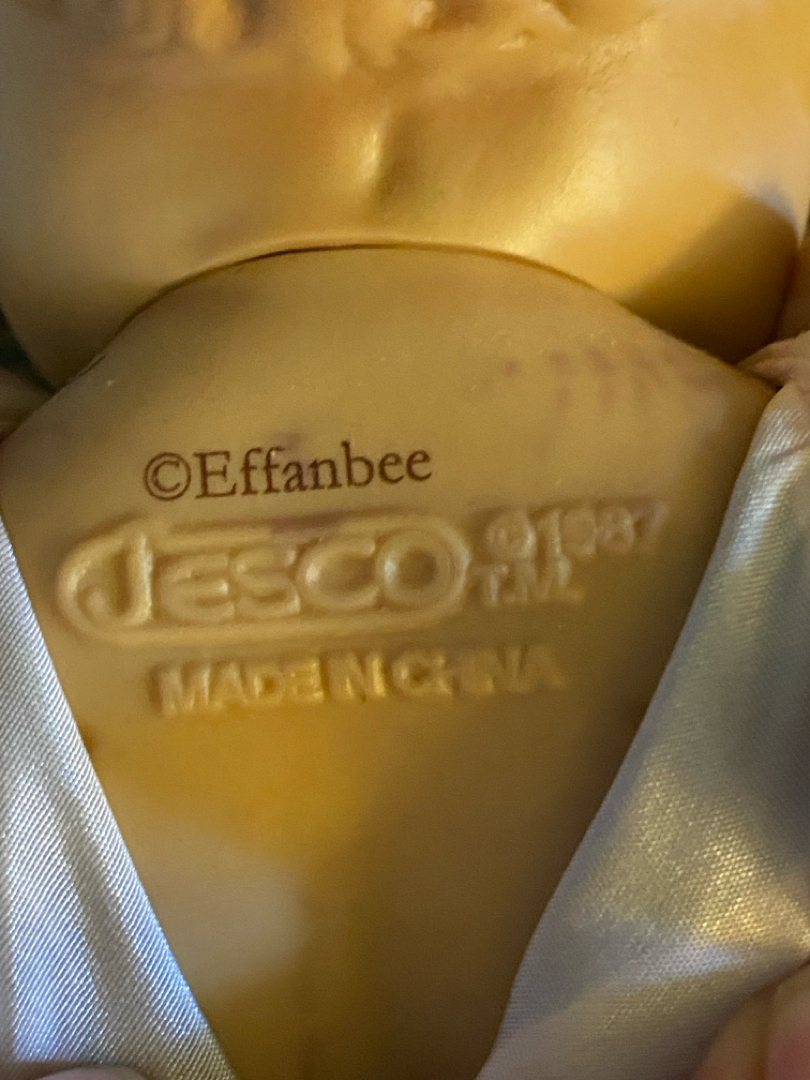 ©Effanbee
JESCO ©1987
T.M.
MADE IN CHINA